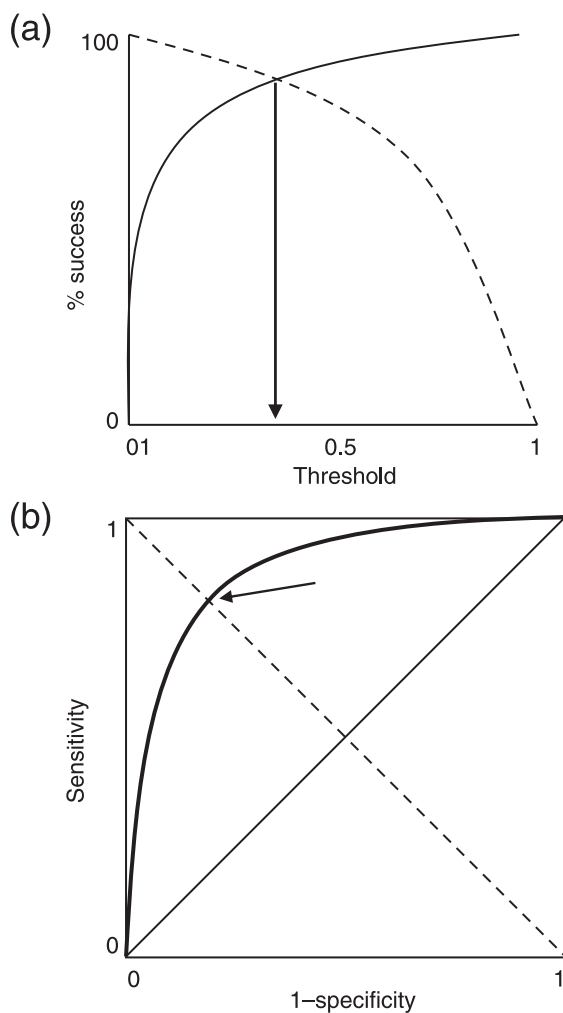 (a)
100
% success
0
01 0.5 1
Threshold
(b)
1
Sensitivity
0
0 1
1–specificity